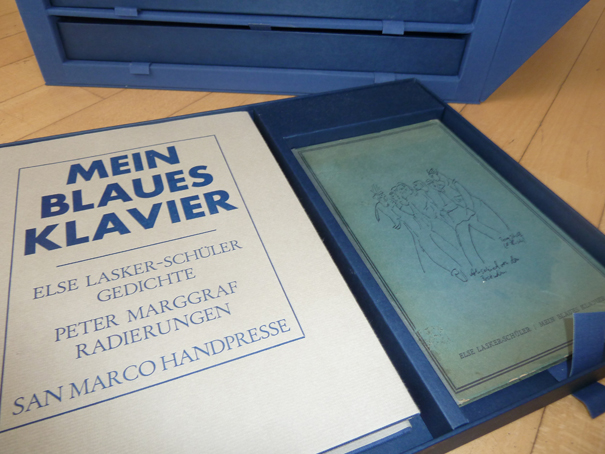 MEIN
BLAUES
KLAVIER
ELSE LASKER-SCHÜLER
GEDICHTE
PETER MARGGRAF
RADIERUNGEN
SAN MARCO HANDPRESSE
ELSE LASKER-SCHÜLER / MEIN BLAUES KLAVIER